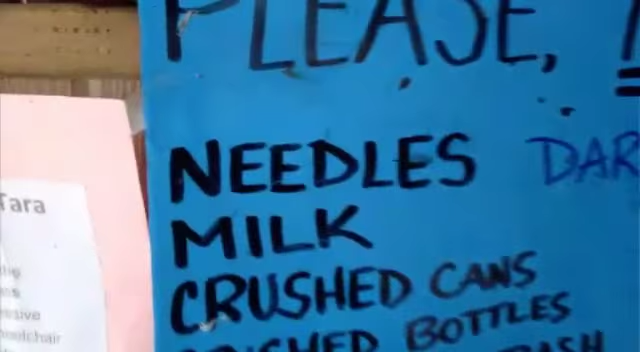 PLEASE,
NEEDLES DAR
MILK
CRUSHED CANS
BOTTLES
Tara